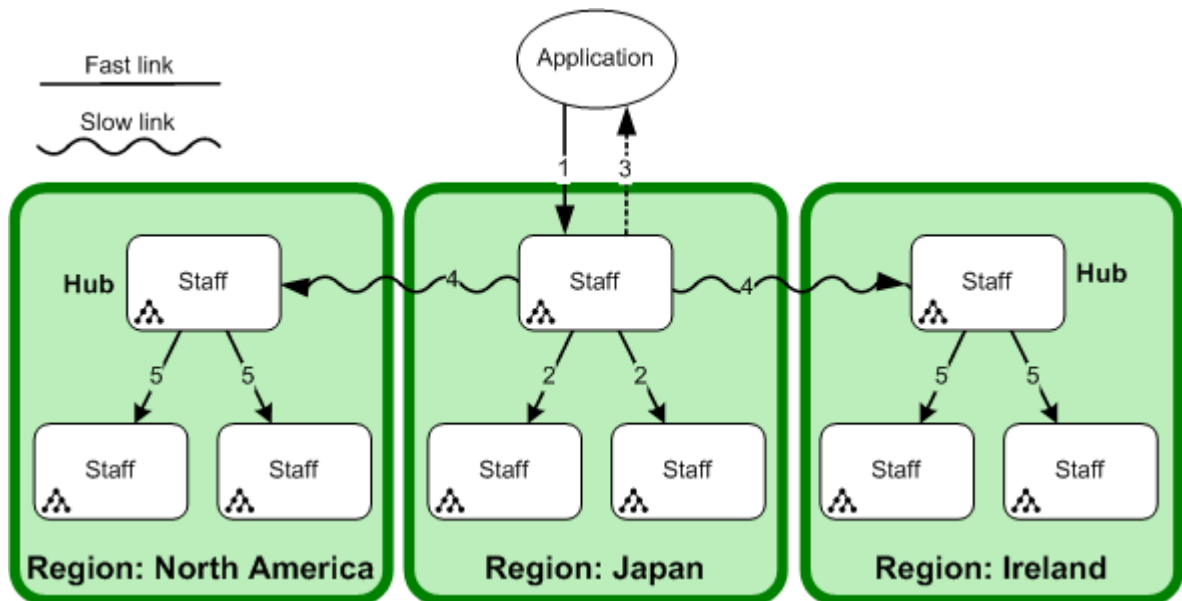 Application
Fast link
Slow link
1
3
Hub
Staff
4
Staff
4
Staff
Hub
5
5
2
2
5
5
Staff
Staff
Staff
Staff
Staff
Staff
Region: North America
Region: Japan
Region: Ireland